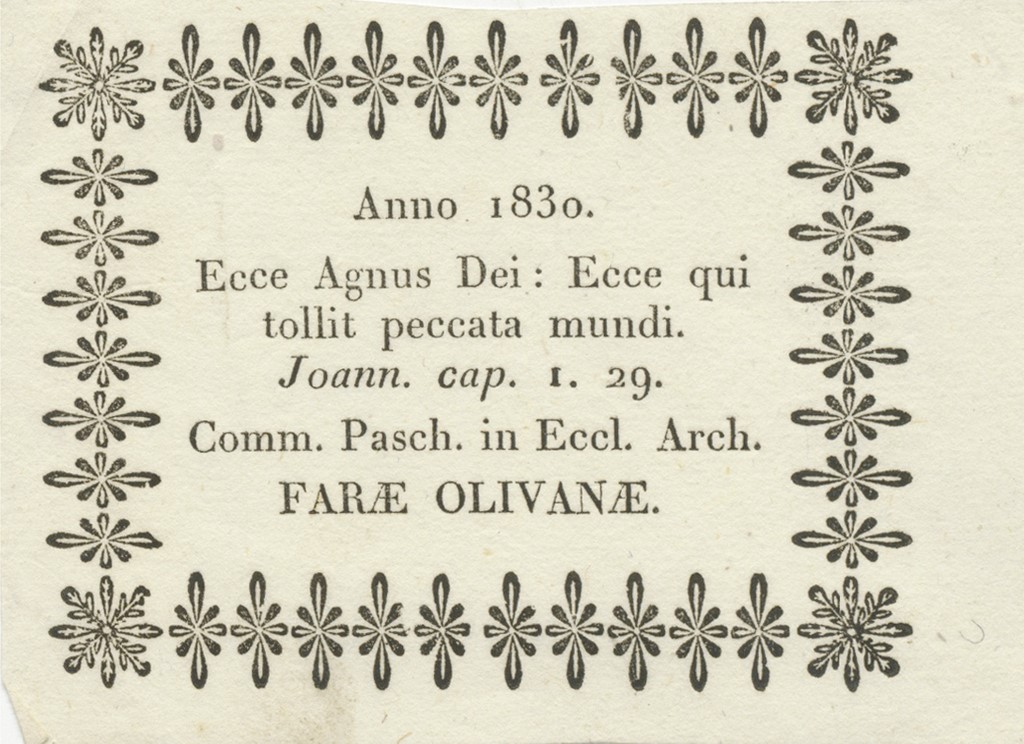 Anno 1830.
Ecce Agnus Dei : Ecce qui
tollit peccata mundi.
Joann. cap. 1. 29.
Comm. Pasch. in Eccl. Arch.
FARÆ OLIVANÆ.